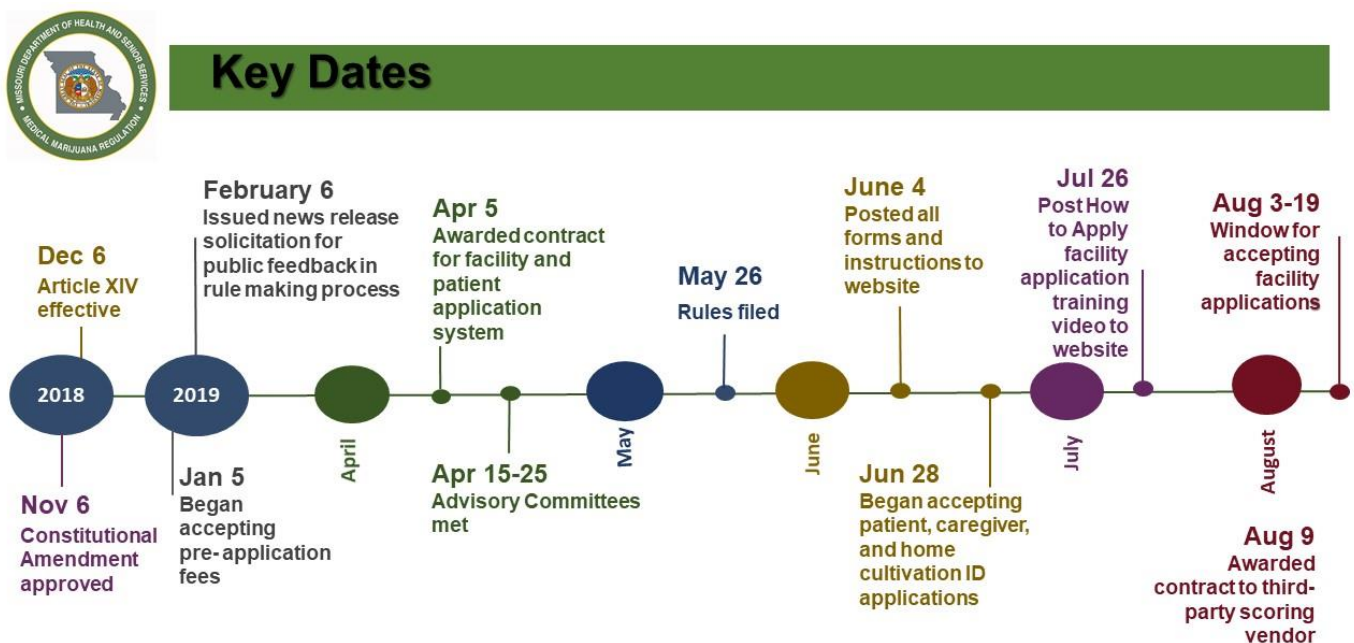 MISSOURI DEPARTMENT OF HEALTH AND SENIOR SERVICES
MEDICAL MARIJUANA REGULATION
Key Dates
Dec 6
Article XIV
effective
February 6
Issued news release
solicitation for
public feedback in
rule making process
Apr 5
Awarded contract
for facility and
patient
application
system
May 26
Rules filed
June 4
Posted all
forms and
instructions to
website
Jul 26
Post How
to Apply
facility
application
training
video to
website
Aug 3-19
Window for
accepting
facility
applications
2018
2019
April
May
June
July
August
Nov 6
Constitutional
Amendment
approved
Jan 5
Began
accepting
pre-application
fees
Apr 15-25
Advisory Committees
met
Jun 28
Began accepting
patient, caregiver,
and home
cultivation ID
applications
Aug 9
Awarded
contract to third-
party scoring
vendor